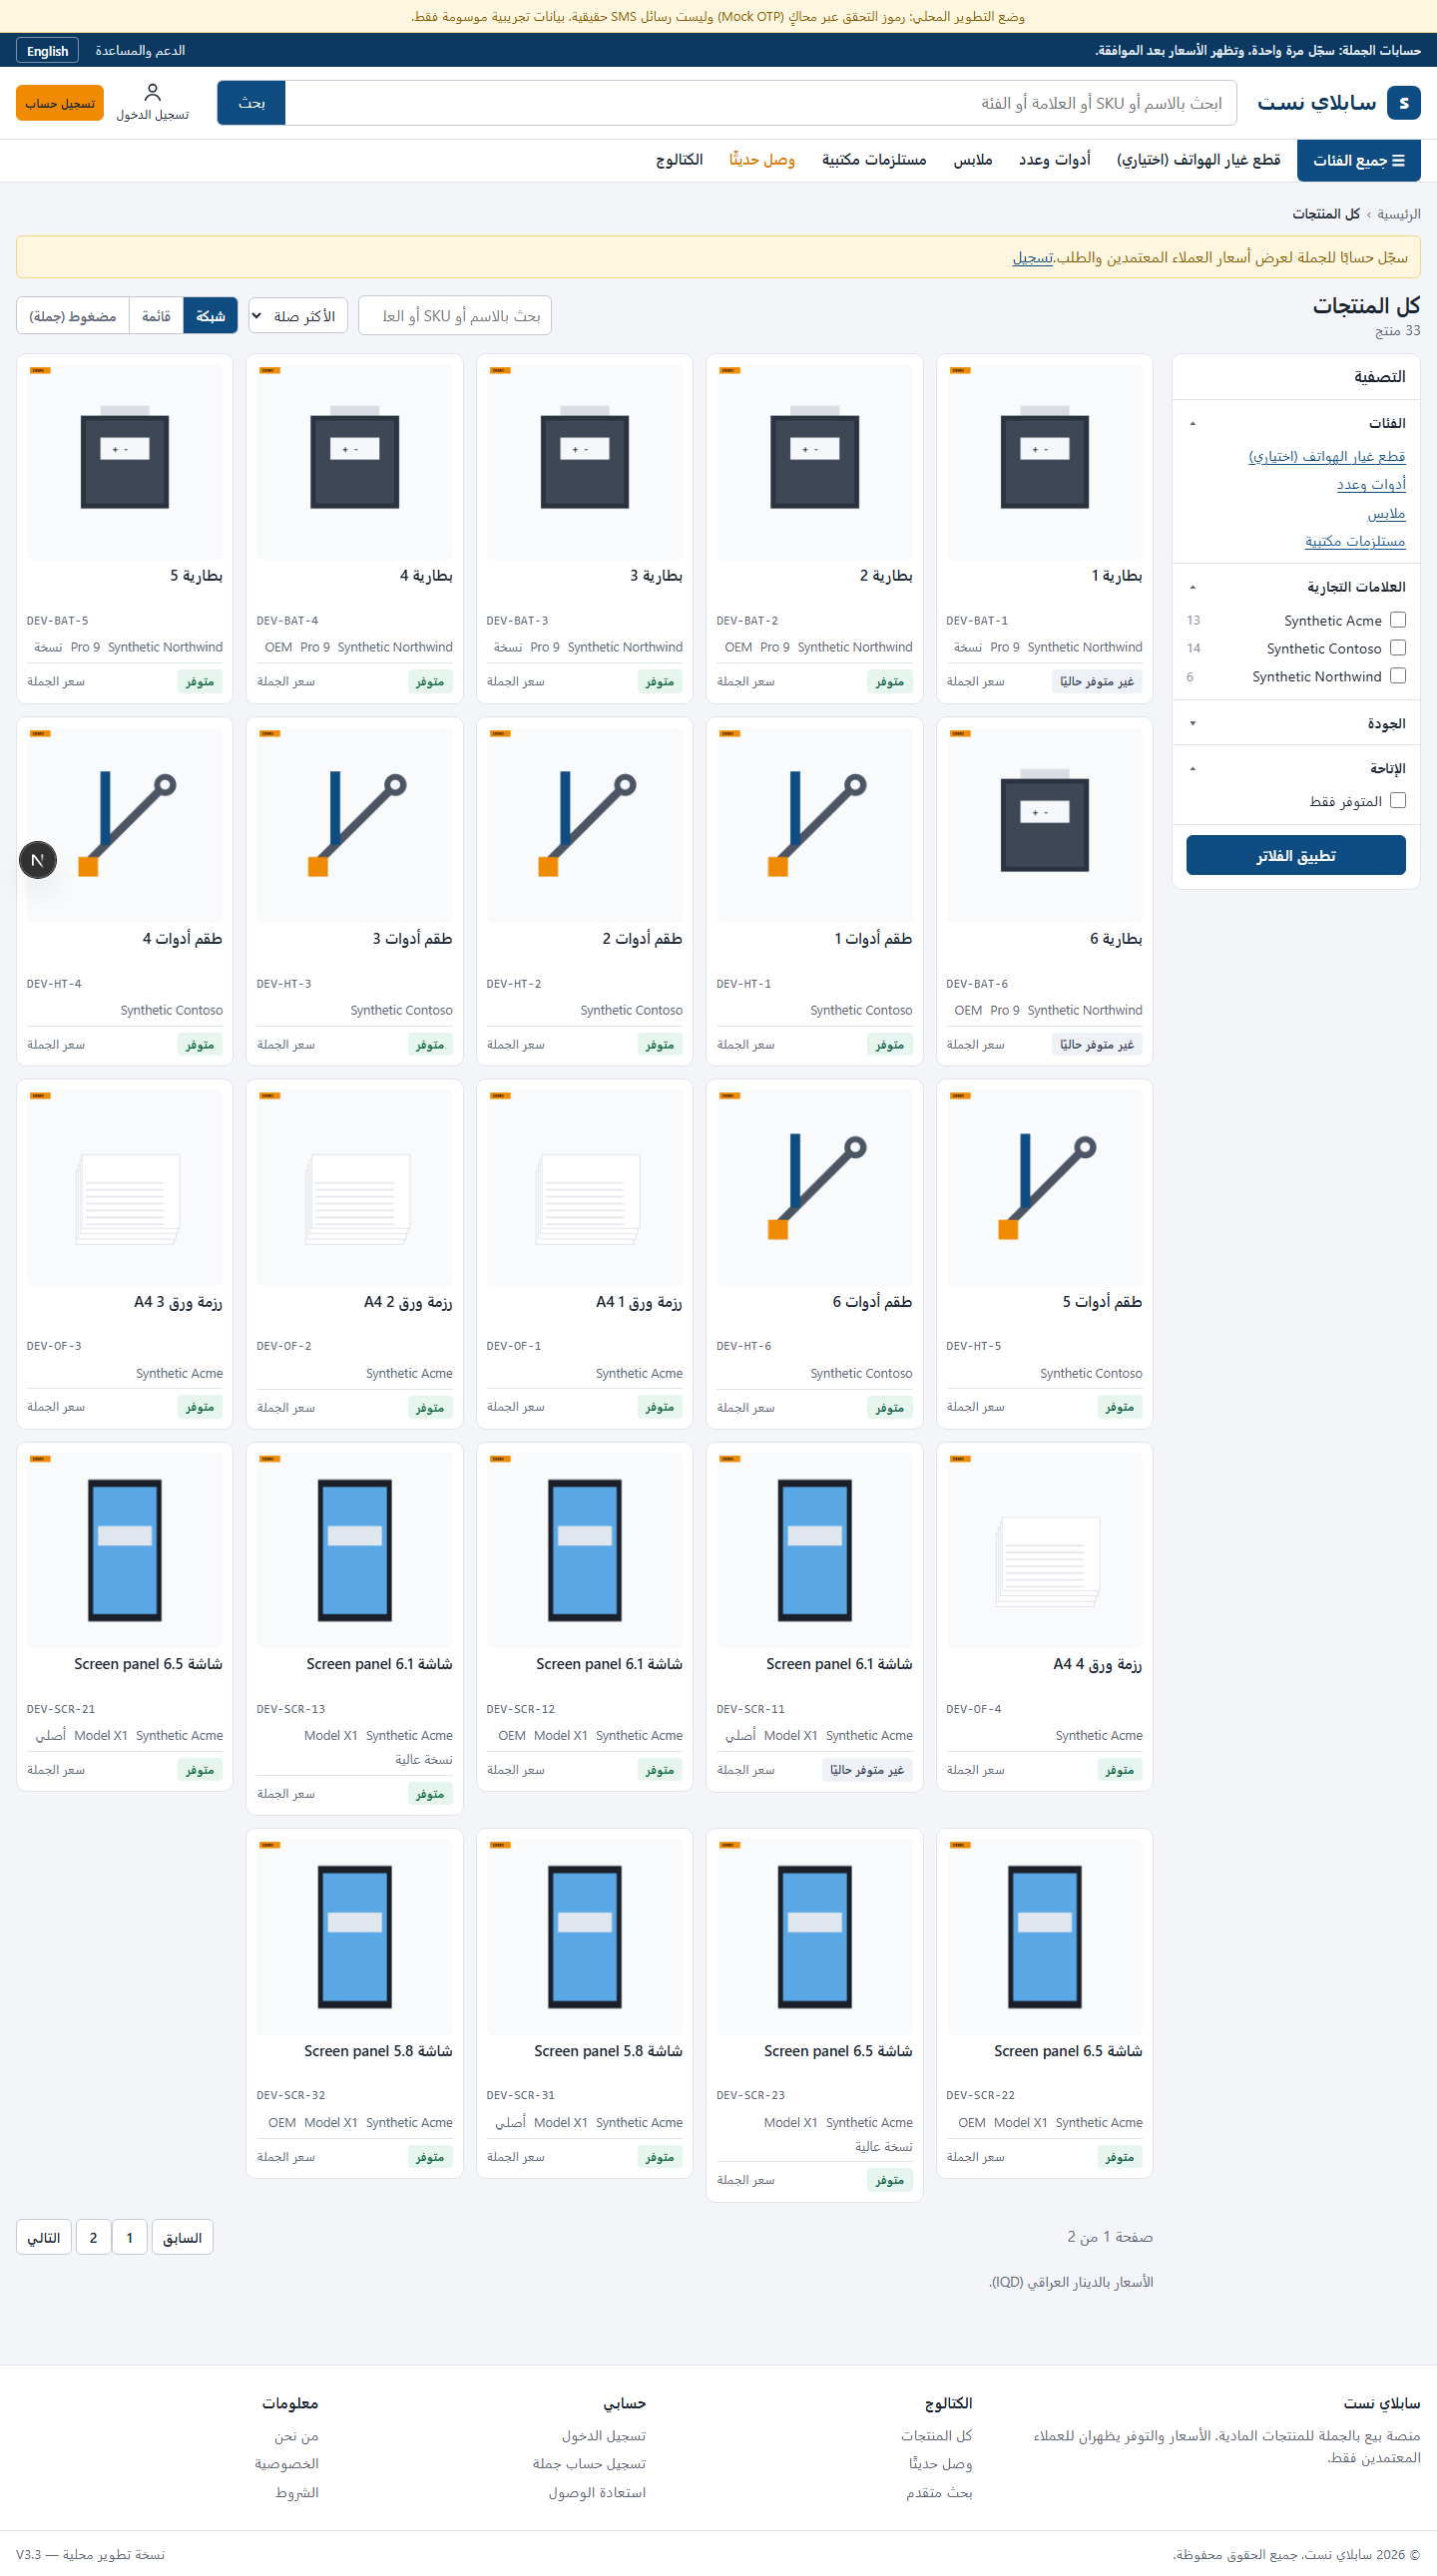 وضع التطوير المحلي: رموز التحقق عبر محاكٍ (Mock OTP) وليست رسائل SMS حقيقية. بيانات تجريبية موسومة فقط.
حسابات الجملة: سجّل مرة واحدة، وتظهر الأسعار بعد الموافقة.
الدعم والمساعدة
English
S
سابلاي نست
ابحث بالاسم أو SKU أو العلامة أو الفئة
بحث
تسجيل الدخول
تسجيل حساب
☰ جميع الفئات
قطع غيار الهواتف (اختياري)
أدوات وعدد
ملابس
مستلزمات مكتبية
وصل حديثًا
الكتالوج
الرئيسية › كل المنتجات
سجّل حسابًا للجملة لعرض أسعار العملاء المعتمدين والطلب.تسجيل
كل المنتجات
33 منتج
بحث بالاسم أو SKU أو العا
الأكثر صلة
شبكة
قائمة
مضغوط (جملة)
التصفية
الفئات
قطع غيار الهواتف (اختياري)
أدوات وعدد
ملابس
مستلزمات مكتبية
العلامات التجارية
Synthetic Acme 13
Synthetic Contoso 14
Synthetic Northwind 6
الجودة
الإتاحة
المتوفر فقط
تطبيق الفلاتر
DEMO
+ -
بطارية 1
DEV-BAT-1
Synthetic Northwind Pro 9 نسخة
غير متوفر حاليًا سعر الجملة
DEMO
+ -
بطارية 2
DEV-BAT-2
Synthetic Northwind Pro 9 OEM
متوفر سعر الجملة
DEMO
+ -
بطارية 3
DEV-BAT-3
Synthetic Northwind Pro 9 نسخة
متوفر سعر الجملة
DEMO
+ -
بطارية 4
DEV-BAT-4
Synthetic Northwind Pro 9 OEM
متوفر سعر الجملة
DEMO
+ -
بطارية 5
DEV-BAT-5
Synthetic Northwind Pro 9 نسخة
متوفر سعر الجملة
DEMO
+ -
بطارية 6
DEV-BAT-6
Synthetic Northwind Pro 9 OEM
غير متوفر حاليًا سعر الجملة
DEMO
طقم أدوات 1
DEV-HT-1
Synthetic Contoso
متوفر سعر الجملة
DEMO
طقم أدوات 2
DEV-HT-2
Synthetic Contoso
متوفر سعر الجملة
DEMO
طقم أدوات 3
DEV-HT-3
Synthetic Contoso
متوفر سعر الجملة
DEMO
طقم أدوات 4
DEV-HT-4
Synthetic Contoso
متوفر سعر الجملة
N
DEMO
طقم أدوات 5
DEV-HT-5
Synthetic Contoso
متوفر سعر الجملة
DEMO
طقم أدوات 6
DEV-HT-6
Synthetic Contoso
متوفر سعر الجملة
DEMO
رزمة ورق A4 1
DEV-OF-1
Synthetic Acme
متوفر سعر الجملة
DEMO
رزمة ورق A4 2
DEV-OF-2
Synthetic Acme
متوفر سعر الجملة
DEMO
رزمة ورق A4 3
DEV-OF-3
Synthetic Acme
متوفر سعر الجملة
DEMO
رزمة ورق A4 4
DEV-OF-4
Synthetic Acme
متوفر سعر الجملة
DEMO
شاشة Screen panel 6.1
DEV-SCR-11
Synthetic Acme Model X1 أصلي
غير متوفر حاليًا سعر الجملة
DEMO
شاشة Screen panel 6.1
DEV-SCR-12
Synthetic Acme Model X1 OEM
متوفر سعر الجملة
DEMO
شاشة Screen panel 6.1
DEV-SCR-13
Synthetic Acme Model X1
نسخة عالية
متوفر سعر الجملة
DEMO
شاشة Screen panel 6.5
DEV-SCR-21
Synthetic Acme Model X1 أصلي
متوفر سعر الجملة
DEMO
شاشة Screen panel 6.5
DEV-SCR-22
Synthetic Acme Model X1 OEM
متوفر سعر الجملة
DEMO
شاشة Screen panel 6.5
DEV-SCR-23
Synthetic Acme Model X1
نسخة عالية
متوفر سعر الجملة
DEMO
شاشة Screen panel 5.8
DEV-SCR-31
Synthetic Acme Model X1 أصلي
متوفر سعر الجملة
DEMO
شاشة Screen panel 5.8
DEV-SCR-32
Synthetic Acme Model X1 OEM
متوفر سعر الجملة
صفحة 1 من 2
السابق 1 2 التالي
الأسعار بالدينار العراقي (IQD).
سابلاي نست
منصة بيع بالجملة للمنتجات المادية. الأسعار والتوفر يظهران للعملاء
المعتمدين فقط.
الكتالوج
كل المنتجات
وصل حديثًا
بحث متقدم
حسابي
تسجيل الدخول
تسجيل حساب جملة
استعادة الوصول
معلومات
من نحن
الخصوصية
الشروط
© 2026 سابلاي نست. جميع الحقوق محفوظة.
نسخة تطوير محلية — V3.3